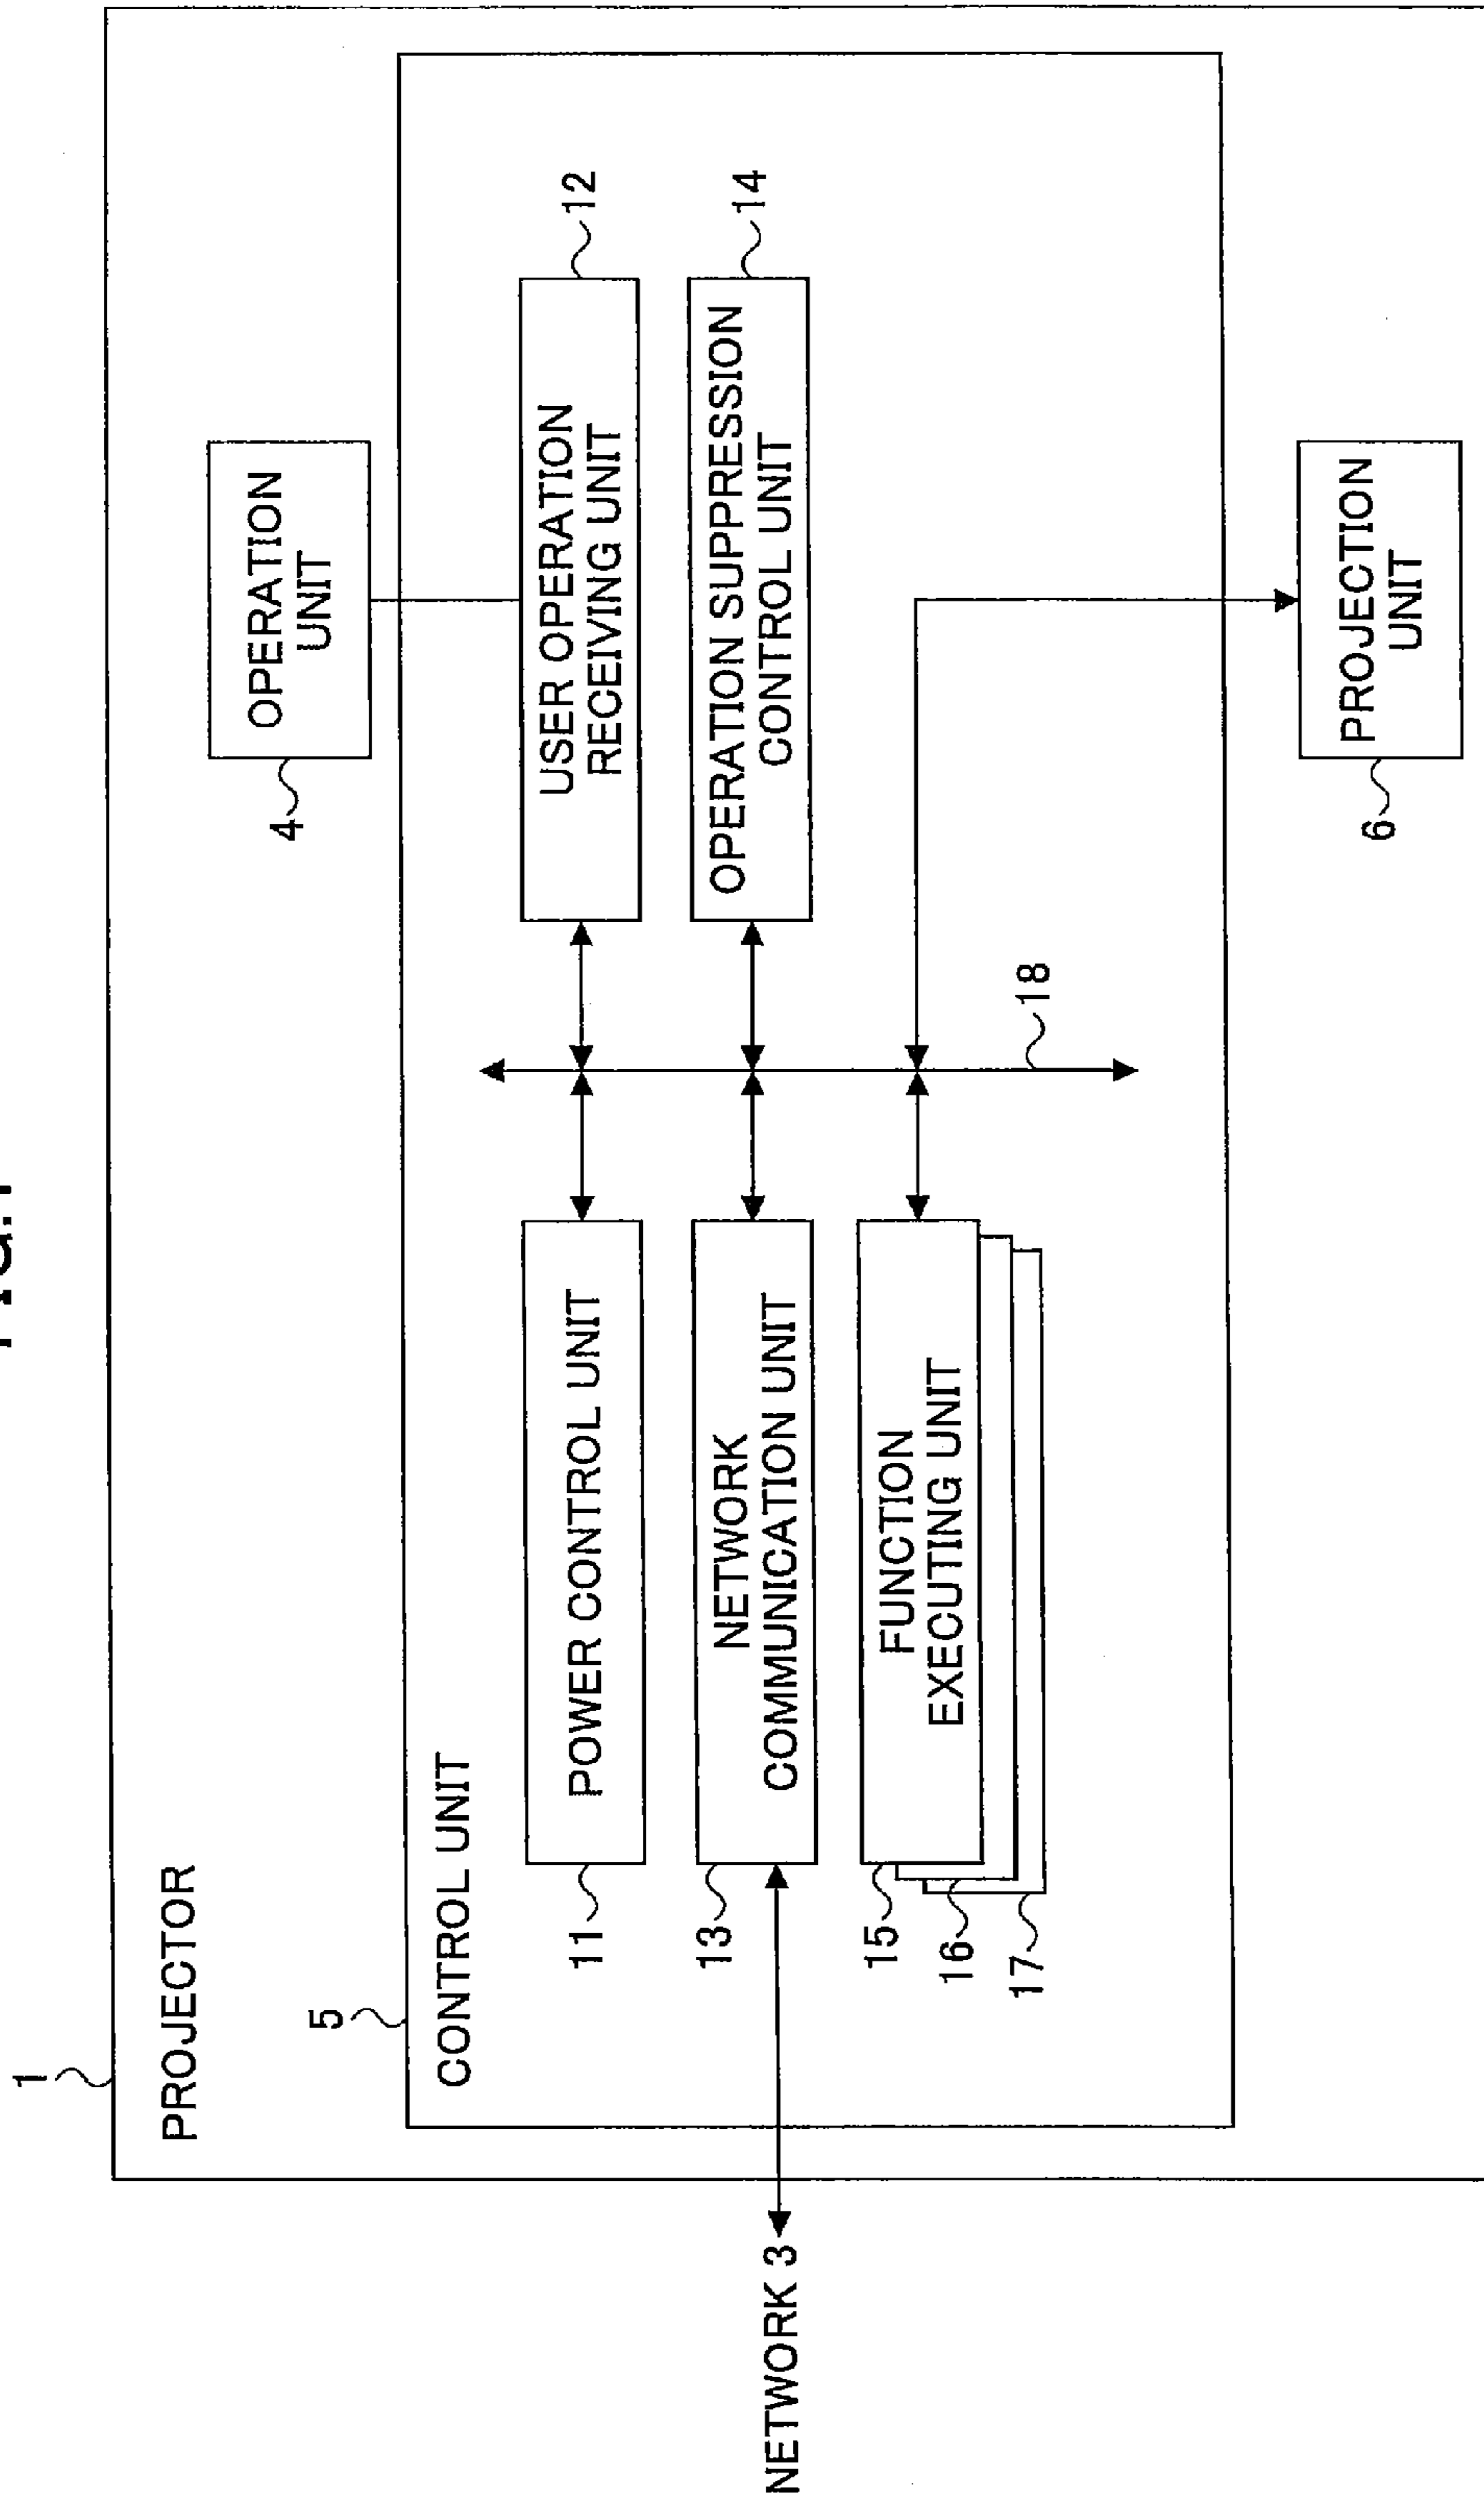 1
PROJECTOR
4
OPERATION
UNIT
5
CONTROL UNIT
11
POWER CONTROL UNIT
USER OPERATION
RECEIVING UNIT
12
13
NETWORK
COMMUNICATION UNIT
OPERATION SUPPRESSION
CONTROL UNIT
14
NETWORK 3
15
FUNCTION
EXECUTING UNIT
16
17
18
6
PROJECTION
UNIT